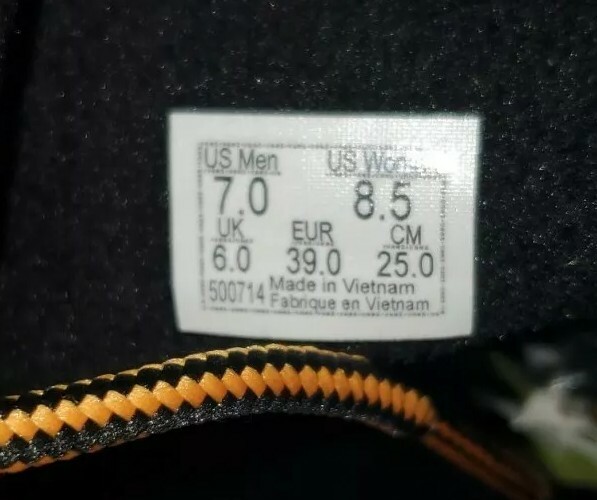 US Men US Women
7.0 8.5
UK EUR CM
6.0 39.0 25.0
500714 Made in Vietnam
Fabrique en Vietnam